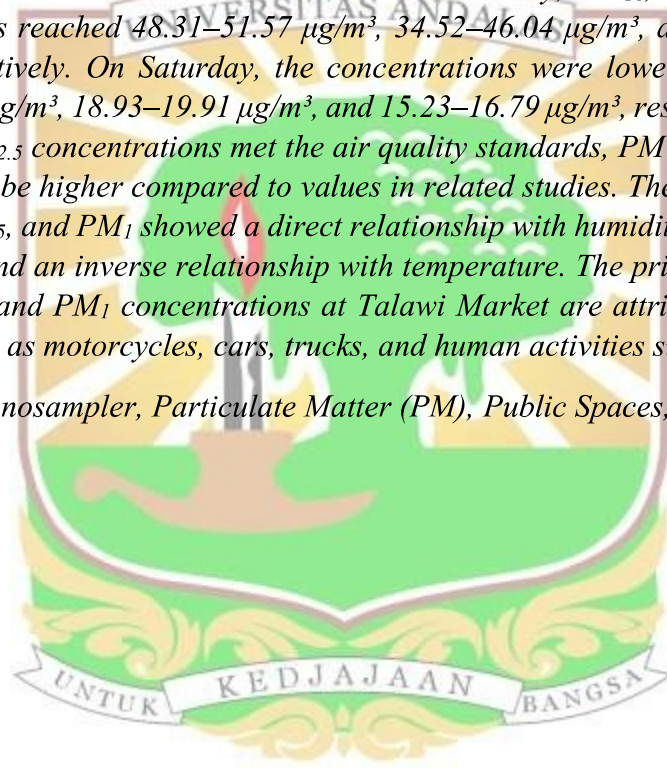 UNIVERSITAS ANDALAS
s reached 48.31–51.57 μg/m³, 34.52–46.04 μg/m³,
tively. On Saturday, the concentrations were lowe
g/m³, 18.93–19.91 μg/m³, and 15.23–16.79 μg/m³, res
2.5 concentrations met the air quality standards, PM
be higher compared to values in related studies. The
5, and PM1 showed a direct relationship with humidi
nd an inverse relationship with temperature. The pri
and PM1 concentrations at Talawi Market are attri
as motorcycles, cars, trucks, and human activities s
nosampler, Particulate Matter (PM), Public Spaces,
UNTUK KEDJAJAAN BANGSA